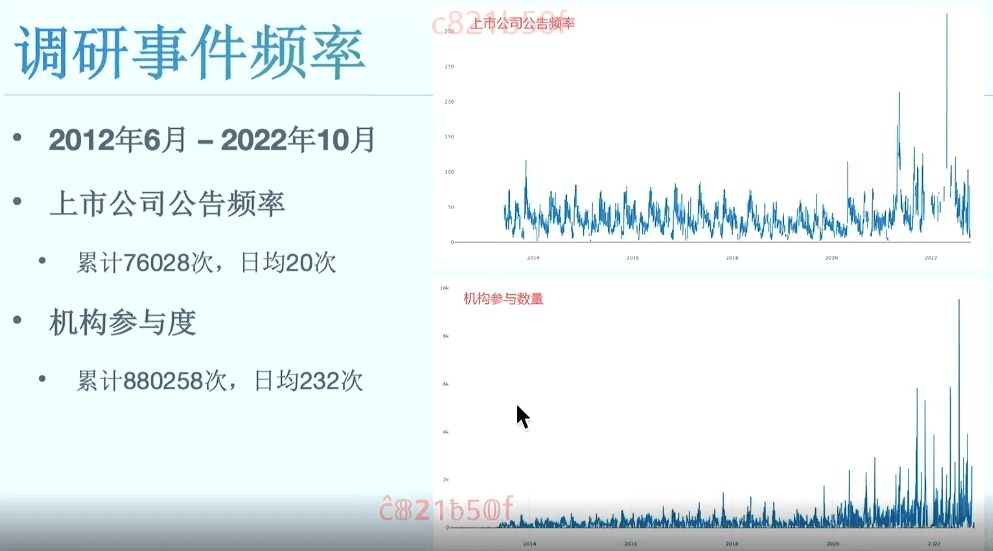 调研事件频率
• 2012年6月 – 2022年10月
• 上市公司公告频率
• 累计76028次，日均20次
• 机构参与度
• 累计880258次，日均232次
c821b50f
上市公司公告频率
300
250
200
150
100
50
0
2014 2016 2018 2020 2022
机构参与数量
10k
8k
6k
4k
2k
0
2014 2016 2018 2020 2022
c821b50f